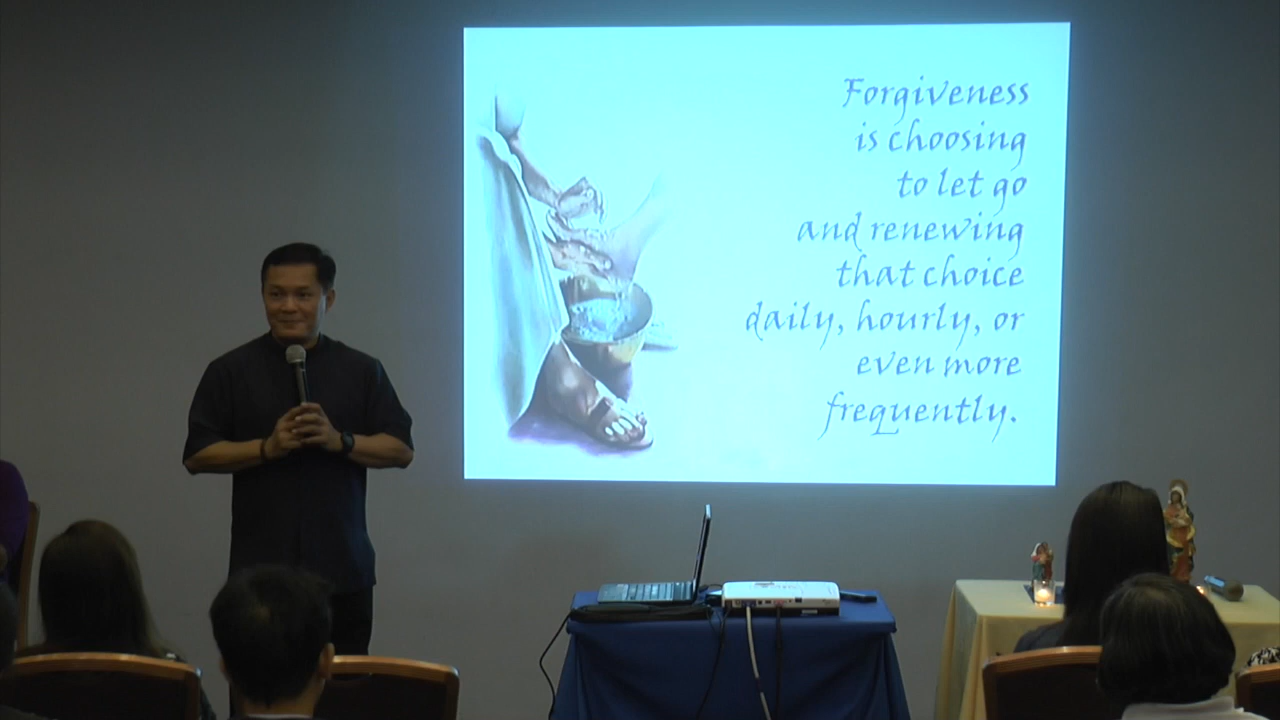 Forgiveness
is choosing
to let go
and renewing
that choice
daily, hourly, or
even more
frequently.